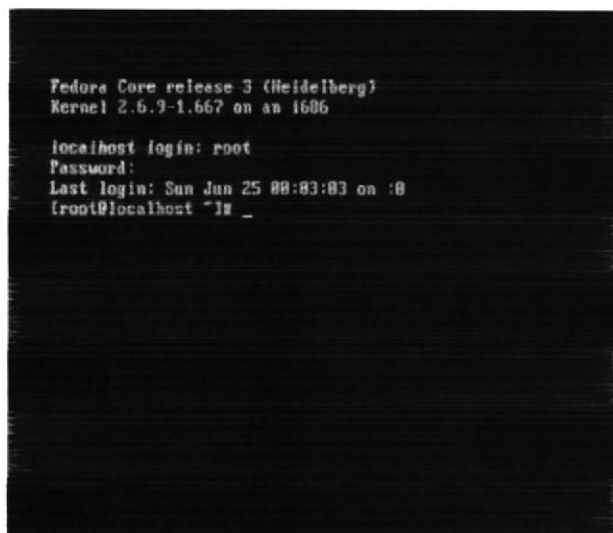 Fedora Core release 3 (Heidelberg)
Kernel 2.6.9-1.667 on an i686
localhost login: root
Password:
Last login: Sun Jun 25 00:03:03 on :0
[root@localhost ~]# _